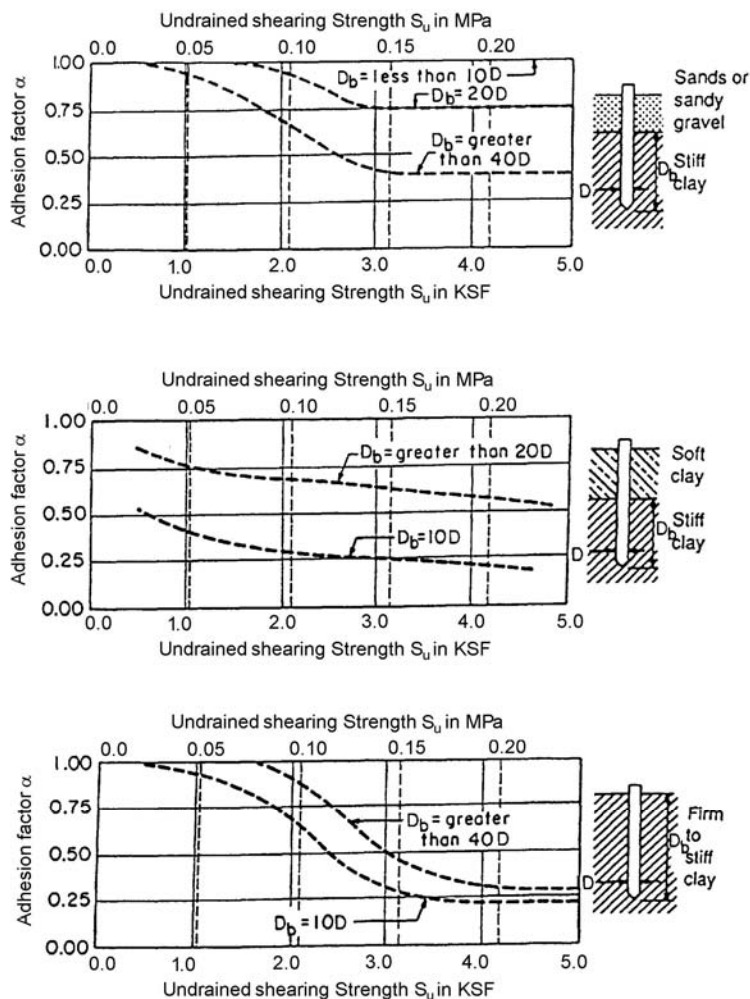 Undrained shearing Strength Su in MPa
0.0 0.05 0.10 0.15 0.20
Adhesion factor α
1.00
0.75
0.50
0.25
0.00
Db = less than 10D
Db = 20D
Db = greater than 40D
0.0 1.0 2.0 3.0 4.0 5.0
Undrained shearing Strength Su in KSF
Sands or sandy gravel
Stiff clay
D
Db
Undrained shearing Strength Su in MPa
0.0 0.05 0.10 0.15 0.20
Adhesion factor α
1.00
0.75
0.50
0.25
0.00
Db = greater than 20D
Db = 10D
0.0 1.0 2.0 3.0 4.0 5.0
Undrained shearing Strength Su in KSF
Soft clay
Stiff clay
D
Db
Undrained shearing Strength Su in MPa
0.0 0.05 0.10 0.15 0.20
Adhesion factor α
1.00
0.75
0.50
0.25
0.00
Db = greater than 40D
Db = 10D
0.0 1.0 2.0 3.0 4.0 5.0
Undrained shearing Strength Su in KSF
Firm to stiff clay
D
Db